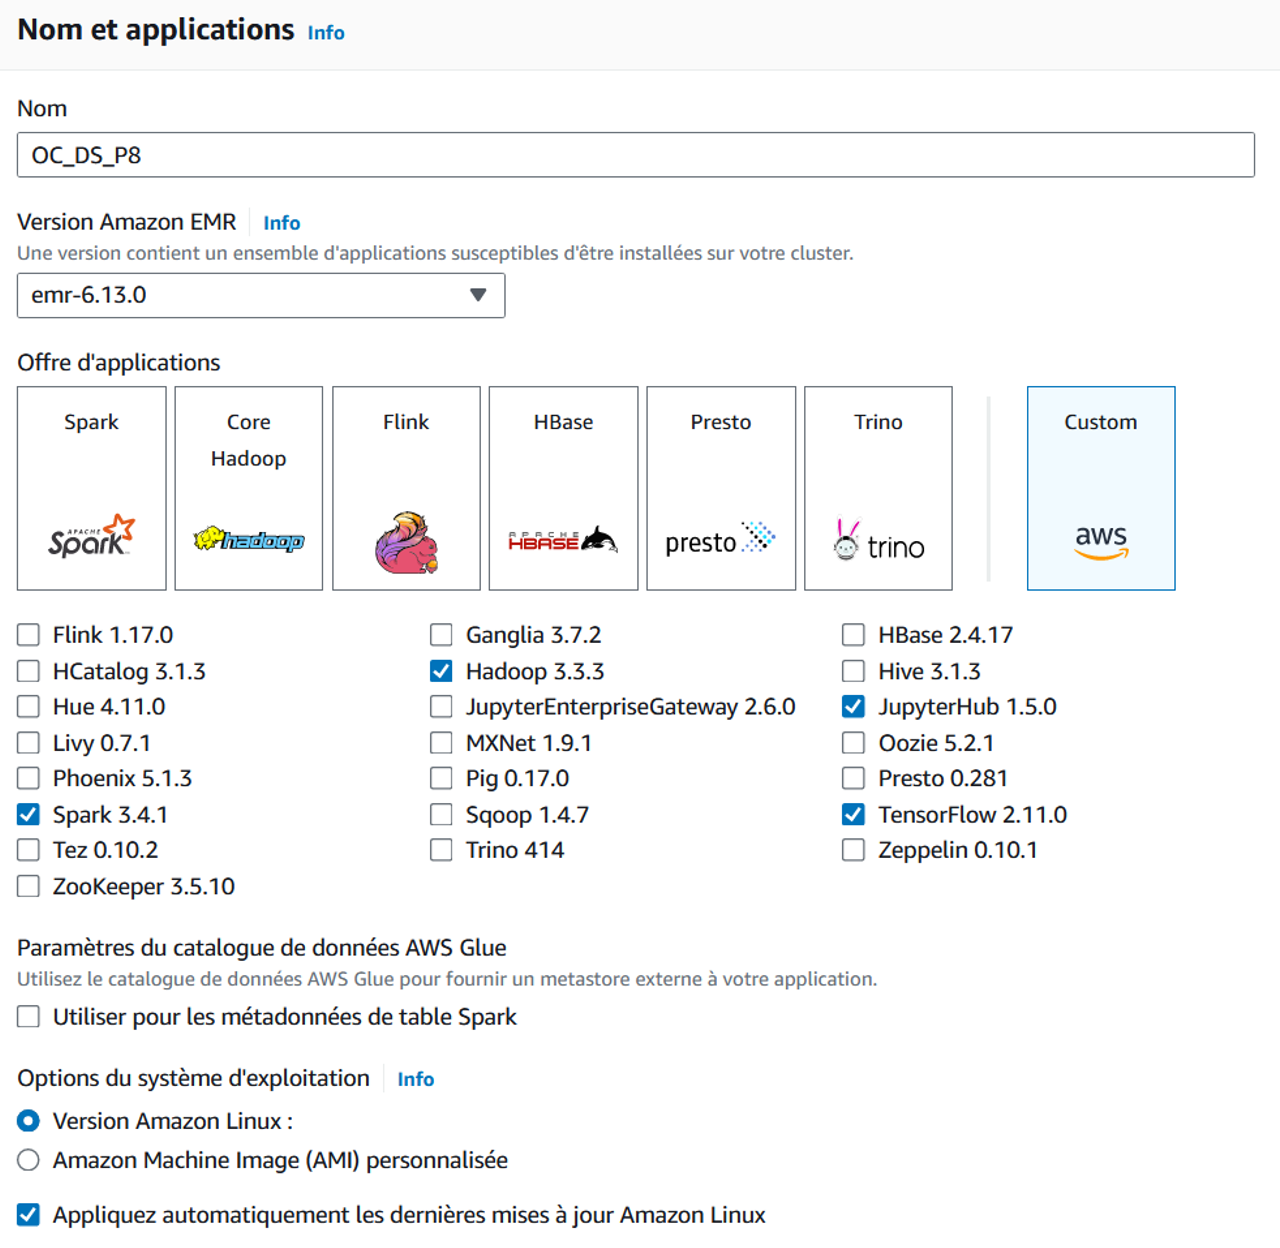 Nom et applications Info
Nom
OC_DS_P8
Version Amazon EMR Info
Une version contient un ensemble d'applications susceptibles d'être installées sur votre cluster.
emr-6.13.0
Offre d'applications
Spark Core Hadoop Flink HBase Presto Trino Custom
APACHE Spark hadoop APACHE HBASE presto trino aws
Flink 1.17.0 Ganglia 3.7.2 HBase 2.4.17
HCatalog 3.1.3 Hadoop 3.3.3 Hive 3.1.3
Hue 4.11.0 JupyterEnterpriseGateway 2.6.0 JupyterHub 1.5.0
Livy 0.7.1 MXNet 1.9.1 Oozie 5.2.1
Phoenix 5.1.3 Pig 0.17.0 Presto 0.281
Spark 3.4.1 Sqoop 1.4.7 TensorFlow 2.11.0
Tez 0.10.2 Trino 414 Zeppelin 0.10.1
ZooKeeper 3.5.10
Paramètres du catalogue de données AWS Glue
Utilisez le catalogue de données AWS Glue pour fournir un metastore externe à votre application.
Utiliser pour les métadonnées de table Spark
Options du système d'exploitation Info
Version Amazon Linux :
Amazon Machine Image (AMI) personnalisée
Appliquez automatiquement les dernières mises à jour Amazon Linux